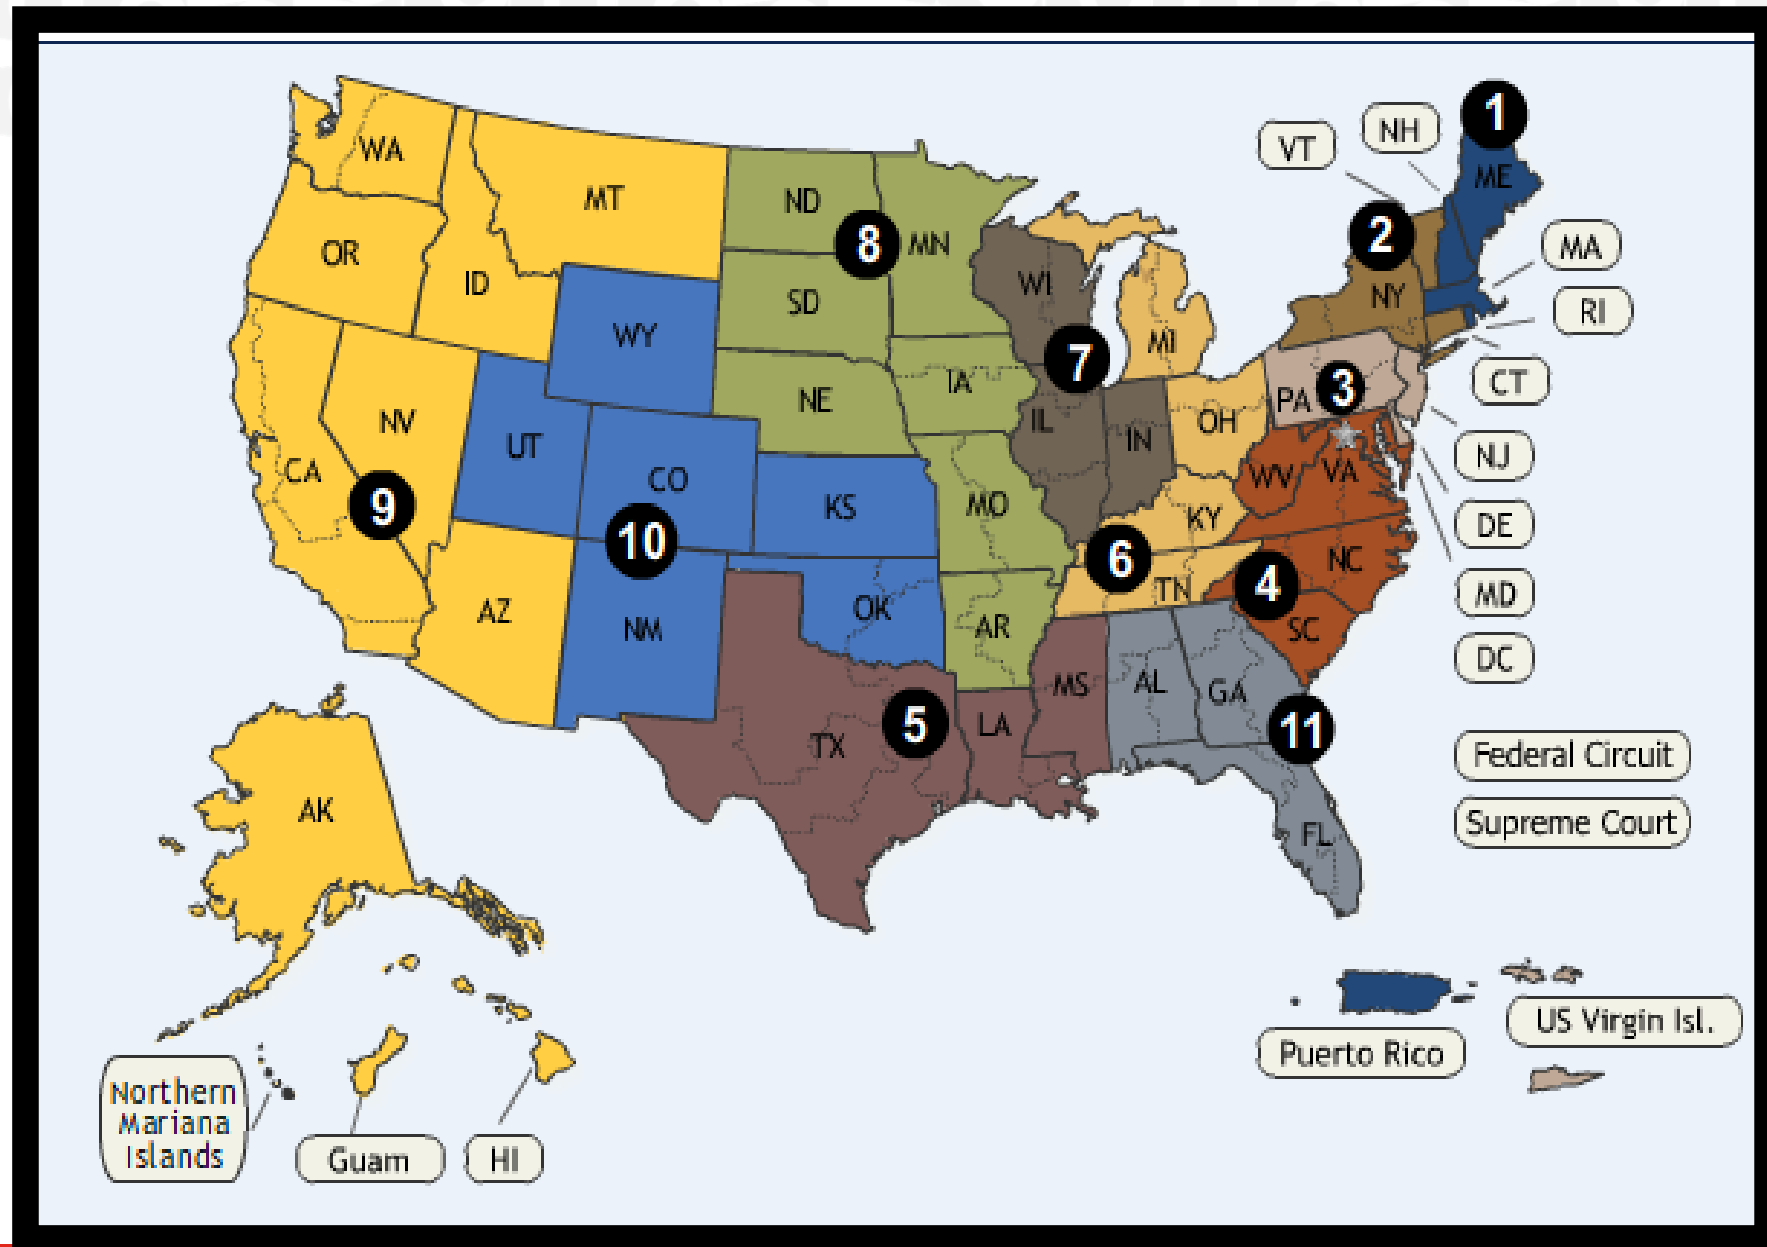 1
NH
VT
WA
ME
MT
ND
2
8
MN
MA
OR
ID
WI
SD
NY
RI
WY
MI
7
CT
IA
3
NE
PA
NV
IL
OH
UT
IN
NJ
CA
CO
WV
VA
9
KS
MO
KY
DE
10
6
NC
TN
4
MD
AZ
OK
NM
AR
SC
DC
MS
AL
GA
5
LA
11
TX
Federal Circuit
AK
Supreme Court
FL
US Virgin Isl.
Puerto Rico
Northern
Mariana
Islands
Guam
HI